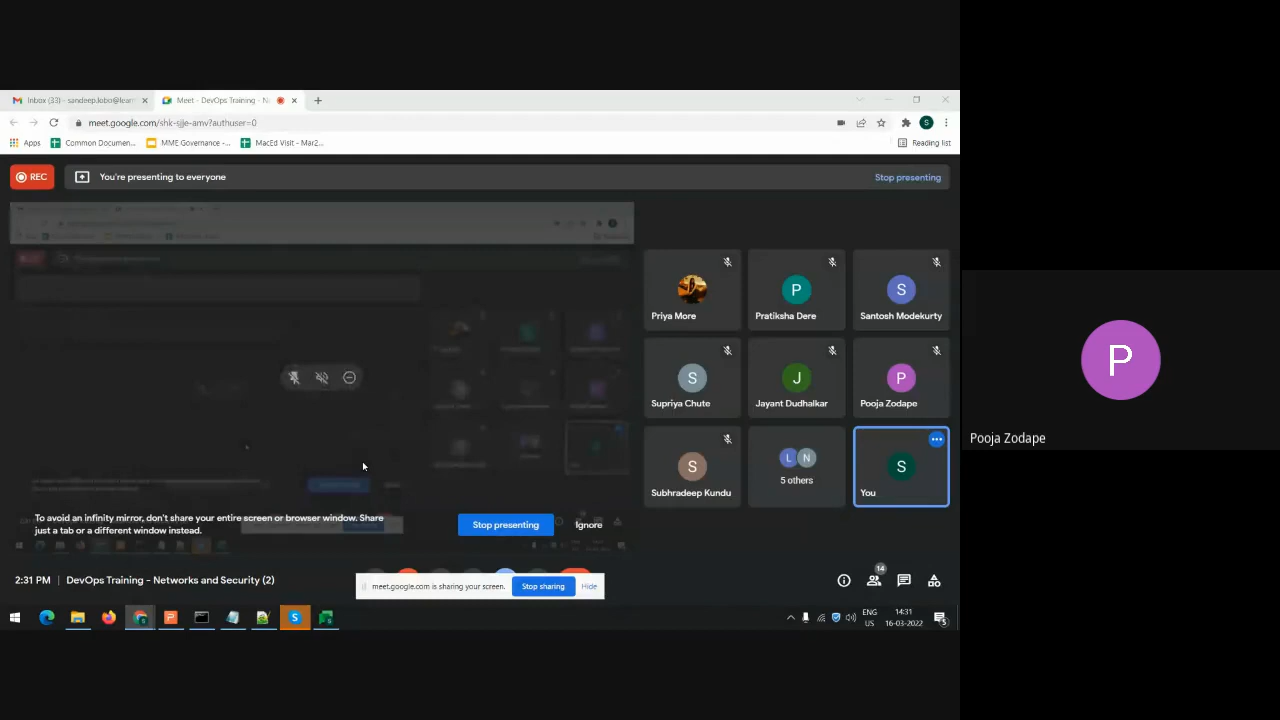 Inbox (33) - sandeep.lobo@lear
Meet - DevOps Training - N
meet.google.com/shk-sjje-amv?authuser=0
S
Apps
Common Documen...
MME Governance -...
MacEd Visit - Mar2...
Reading list
REC
You're presenting to everyone
Stop presenting
Priya More
P
Pratiksha Dere
S
Santosh Modekurty
S
Supriya Chute
J
Jayant Dudhalkar
P
Pooja Zodape
S
Subhradeep Kundu
L N
5 others
S
You
P
Pooja Zodape
To avoid an infinity mirror, don't share your entire screen or browser window. Share
just a tab or a different window instead.
Stop presenting
Ignore
2:31 PM | DevOps Training - Networks and Security (2)
meet.google.com is sharing your screen.
Stop sharing
Hide
14
ENG
US
14:31
16-03-2022
5